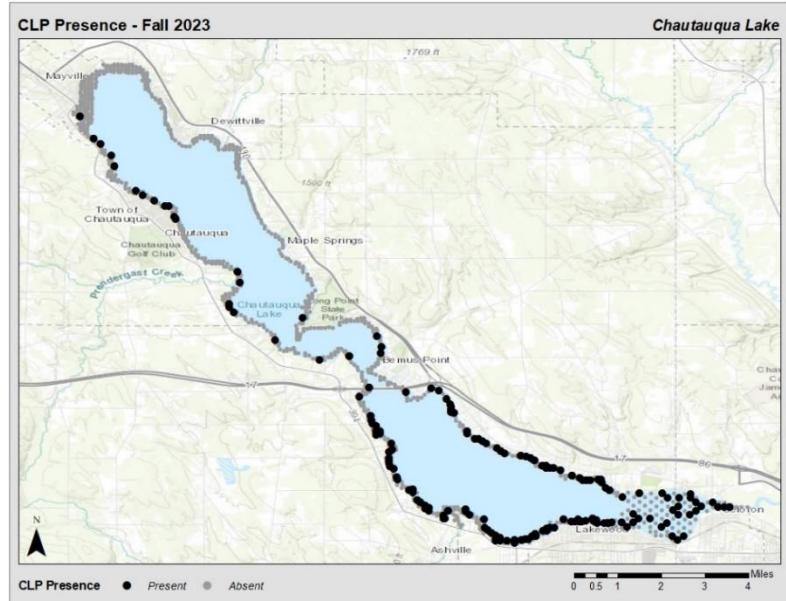 CLP Presence - Fall 2023
Chautauqua Lake
1769 ft
Mayville
Dewittville
1500 ft
Town of
Chautauqua
Chautauqua
Chautauqua
Golf Club
Maple Springs
Prendergast Creek
Chautauqua
Lake
ong Point
State
Park
Bemus Point
17
394
17
86
Lakewood
Ashville
N
CLP Presence
Present
Absent
Miles
0 0.5 1 2 3 4